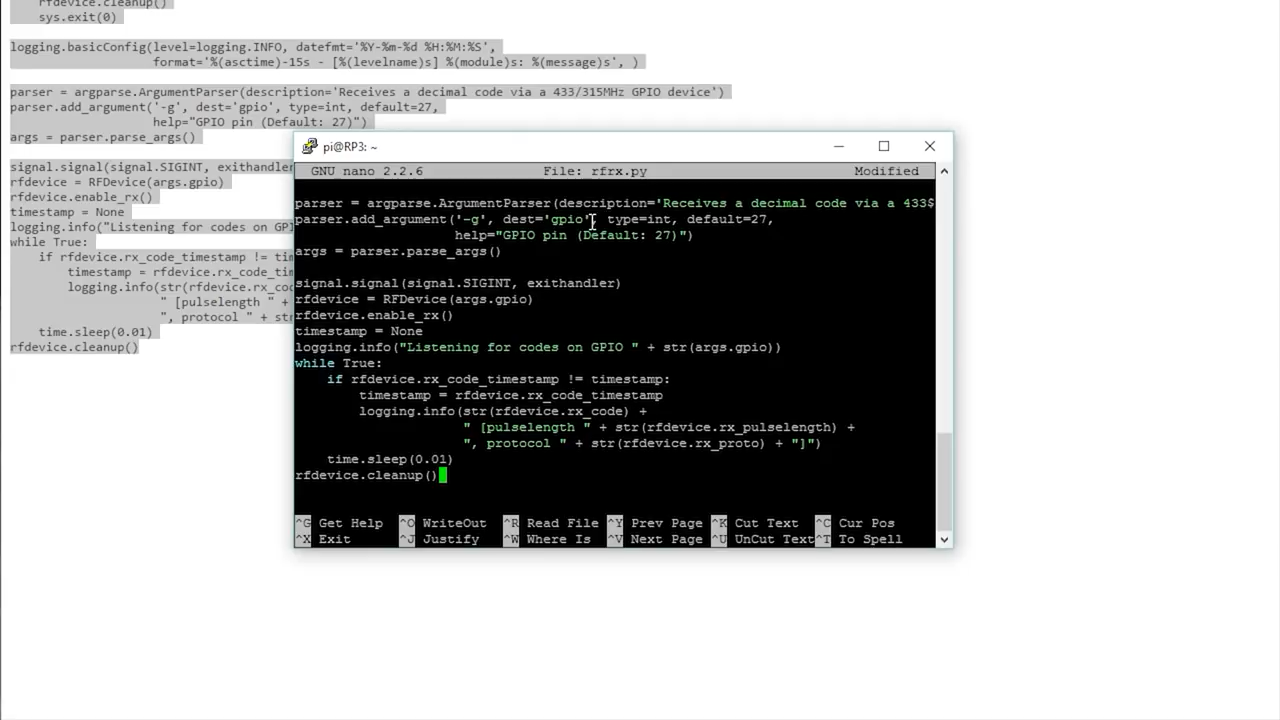 rfdevice.cleanup()
    sys.exit(0)
logging.basicConfig(level=logging.INFO, datefmt='%Y-%m-%d %H:%M:%S',
                    format='%(asctime)-15s - [%(levelname)s] %(module)s: %(message)s', )
parser = argparse.ArgumentParser(description='Receives a decimal code via a 433/315MHz GPIO device')
parser.add_argument('-g', dest='gpio', type=int, default=27,
                    help="GPIO pin (Default: 27)")
args = parser.parse_args()
signal.signal(signal.SIGINT, exithandler
rfdevice = RFDevice(args.gpio)
rfdevice.enable_rx()
timestamp = None
logging.info("Listening for codes on GPI
while True:
    if rfdevice.rx_code_timestamp != tim
        timestamp = rfdevice.rx_code_tim
        logging.info(str(rfdevice.rx_cod
                     " [pulselength " +
                     ", protocol " + str
    time.sleep(0.01)
rfdevice.cleanup()
pi@RP3: ~
GNU nano 2.2.6 File: rfrx.py Modified
parser = argparse.ArgumentParser(description='Receives a decimal code via a 433$
parser.add_argument('-g', dest='gpio', type=int, default=27,
                    help="GPIO pin (Default: 27)")
args = parser.parse_args()
signal.signal(signal.SIGINT, exithandler)
rfdevice = RFDevice(args.gpio)
rfdevice.enable_rx()
timestamp = None
logging.info("Listening for codes on GPIO " + str(args.gpio))
while True:
    if rfdevice.rx_code_timestamp != timestamp:
        timestamp = rfdevice.rx_code_timestamp
        logging.info(str(rfdevice.rx_code) +
                     " [pulselength " + str(rfdevice.rx_pulselength) +
                     ", protocol " + str(rfdevice.rx_proto) + "]")
    time.sleep(0.01)
rfdevice.cleanup()
^G Get Help ^O WriteOut ^R Read File ^Y Prev Page ^K Cut Text ^C Cur Pos
^X Exit ^J Justify ^W Where Is ^V Next Page ^U UnCut Text ^T To Spell